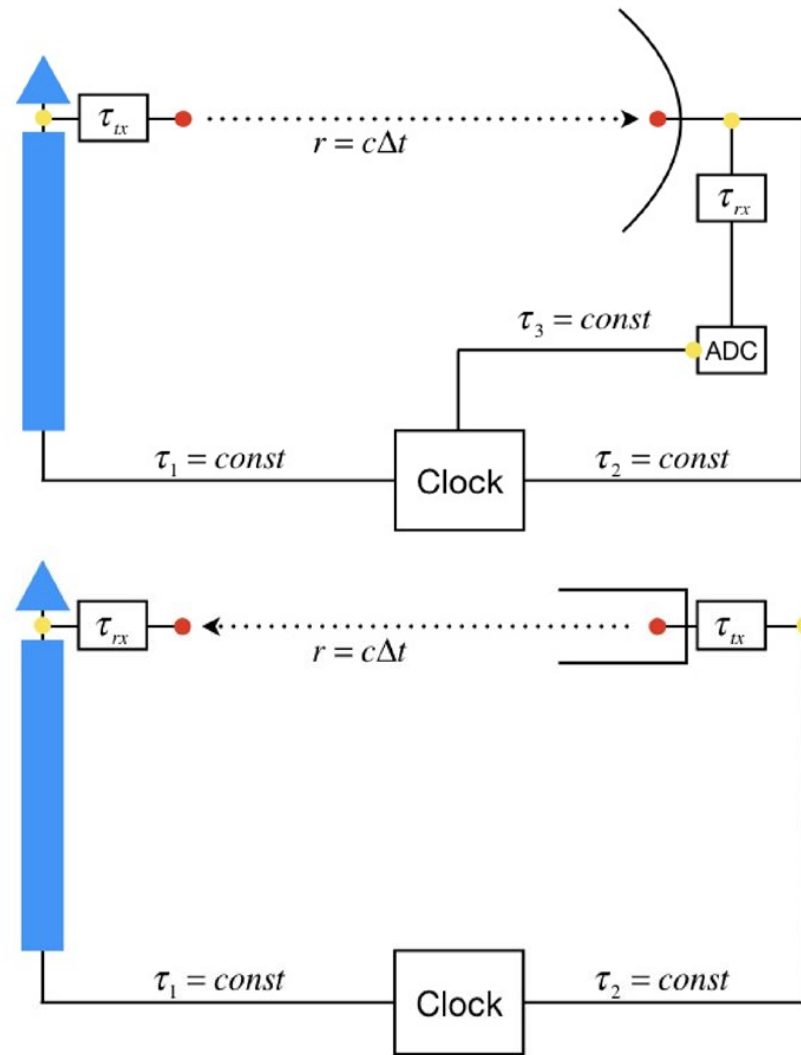 τtx
r = cΔt
τrx
τ3 = const
ADC
τ1 = const
Clock
τ2 = const
τrx
r = cΔt
τtx
τ1 = const
Clock
τ2 = const